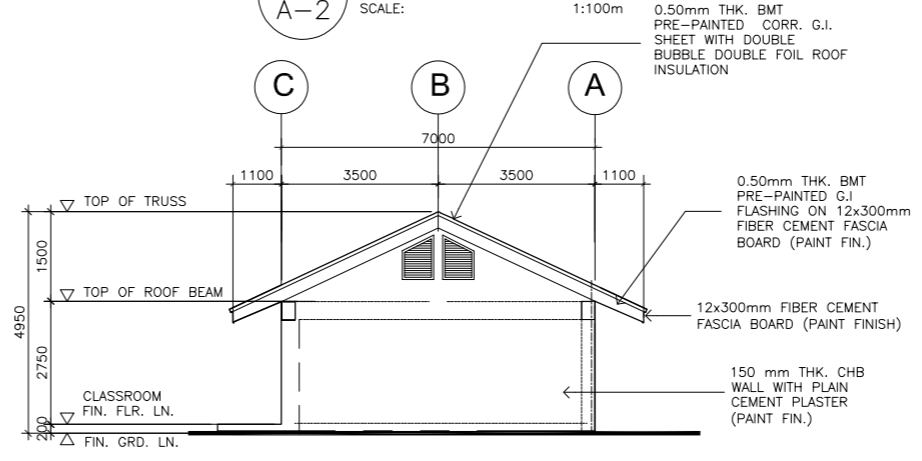 A-2
SCALE: 1:100m
0.50mm THK. BMT
PRE-PAINTED CORR. G.I.
SHEET WITH DOUBLE
BUBBLE DOUBLE FOIL ROOF
INSULATION
C
B
A
7000
1100
3500
3500
1100
TOP OF TRUSS
1500
TOP OF ROOF BEAM
4950
2750
CLASSROOM
FIN. FLR. LN.
200
FIN. GRD. LN.
0.50mm THK. BMT
PRE-PAINTED G.I
FLASHING ON 12x300mm
FIBER CEMENT FASCIA
BOARD (PAINT FIN.)
12x300mm FIBER CEMENT
FASCIA BOARD (PAINT FINISH)
150 mm THK. CHB
WALL WITH PLAIN
CEMENT PLASTER
(PAINT FIN.)